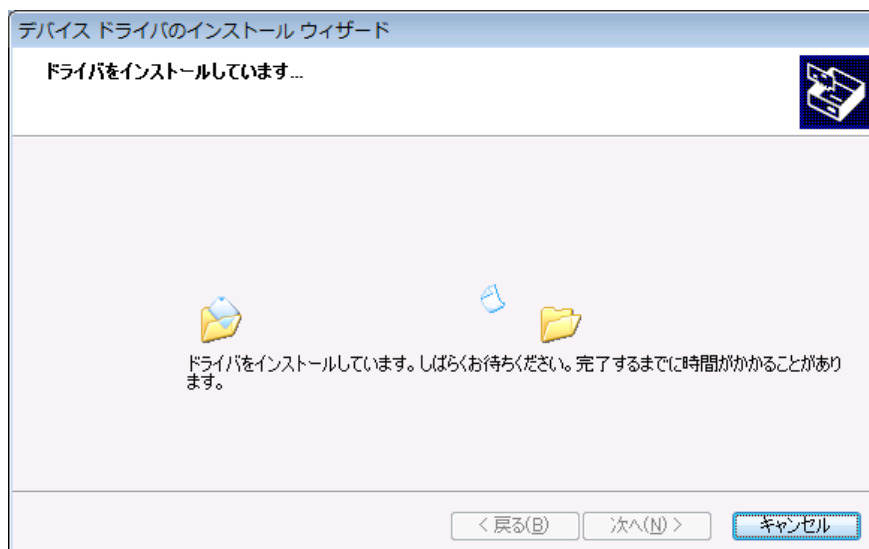 デバイス ドライバのインストール ウィザード
ドライバをインストールしています...
ドライバをインストールしています。しばらくお待ちください。完了するまでに時間がかかることがあり
ます。
< 戻る(B)
次へ(N) >
キャンセル